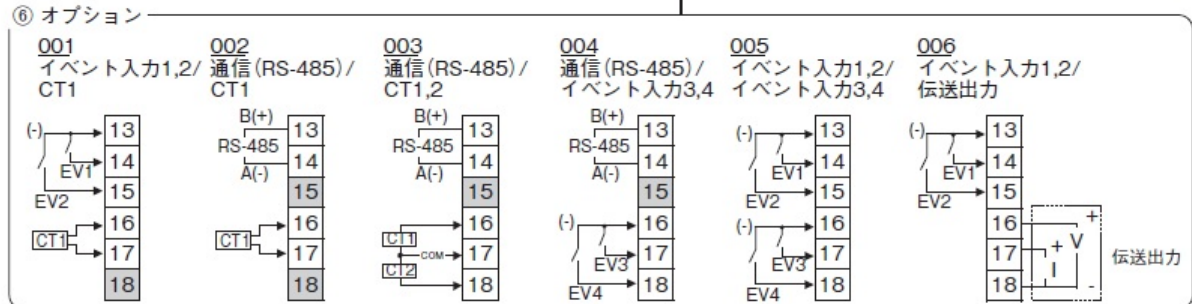 ⑥ オプション
001
イベント入力1,2/
CT1
(-)
EV1
EV2
CT1
13
14
15
16
17
18
002
通信(RS-485)/
CT1
B(+)
RS-485
A(-)
CT1
13
14
15
16
17
18
003
通信(RS-485)/
CT1,2
B(+)
RS-485
A(-)
CT1
COM
CT2
13
14
15
16
17
18
004
通信(RS-485)/
イベント入力3,4
B(+)
RS-485
A(-)
(-)
EV3
EV4
13
14
15
16
17
18
005
イベント入力1,2/
イベント入力3,4
(-)
EV1
EV2
(-)
EV3
EV4
13
14
15
16
17
18
006
イベント入力1,2/
伝送出力
(-)
EV1
EV2
13
14
15
16
17
18
+
+ V
I
-
伝送出力